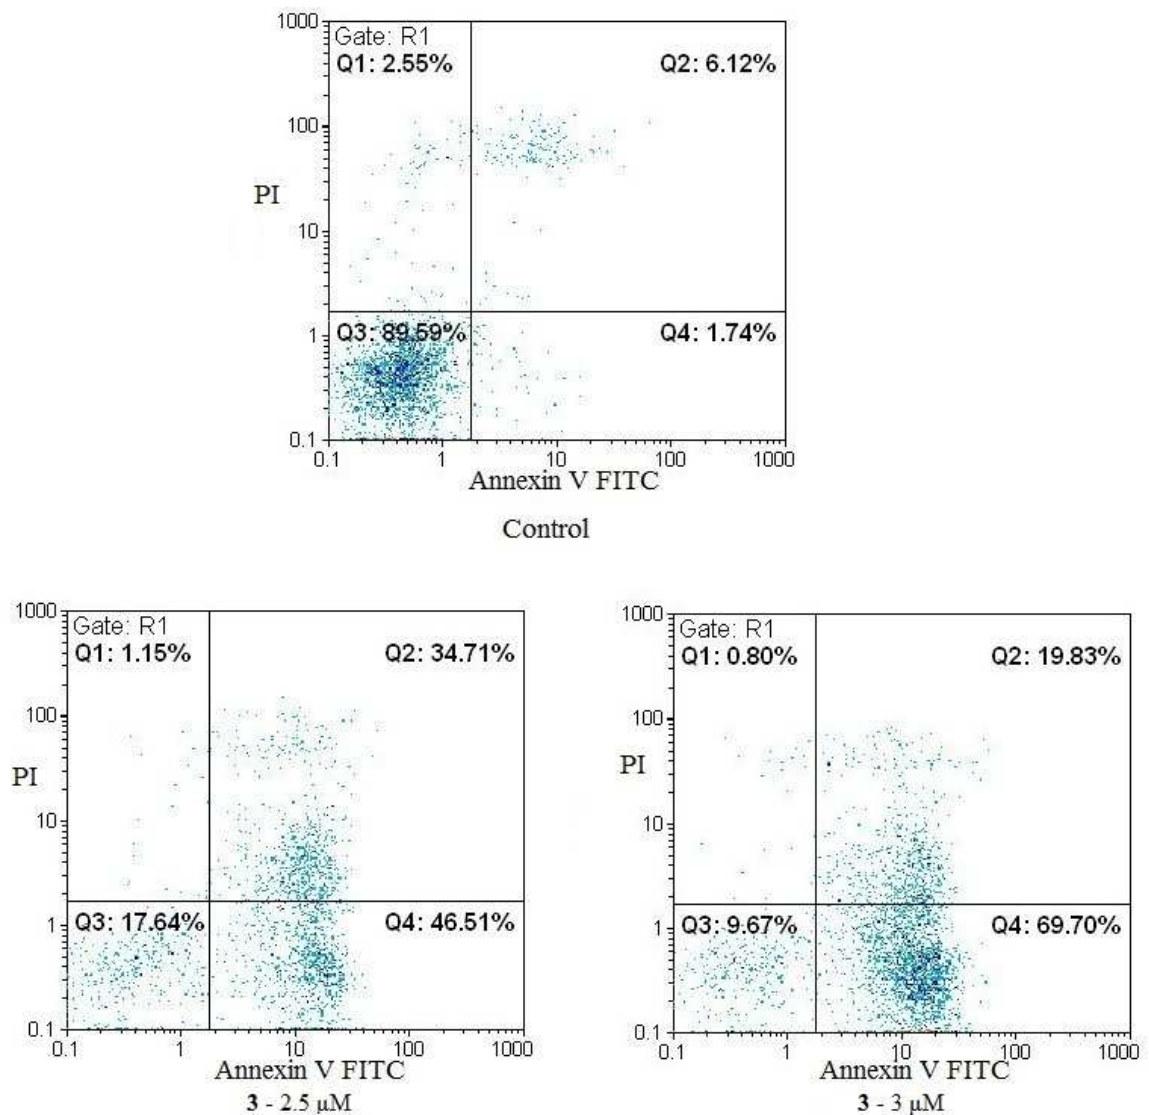 1000
Gate: R1
Q1: 2.55%
Q2: 6.12%
100
PI
10
Q3: 89.59%
Q4: 1.74%
1
0.1
0.1 1 10 100 1000
Annexin V FITC
Control
1000
Gate: R1
Q1: 1.15%
Q2: 34.71%
100
PI
10
Q3: 17.64%
Q4: 46.51%
1
0.1
0.1 1 10 100 1000
Annexin V FITC
3 - 2.5 µM
1000
Gate: R1
Q1: 0.80%
Q2: 19.83%
100
PI
10
Q3: 9.67%
Q4: 69.70%
1
0.1
0.1 1 10 100 1000
Annexin V FITC
3 - 3 µM